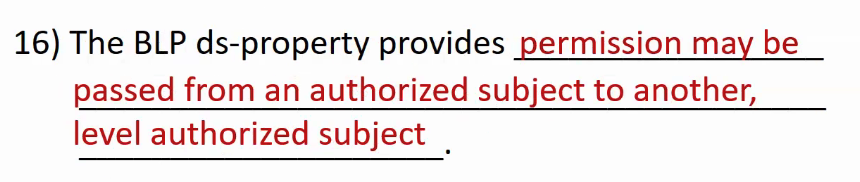 16) The BLP ds-property provides permission may be
passed from an authorized subject to another,
level authorized subject.